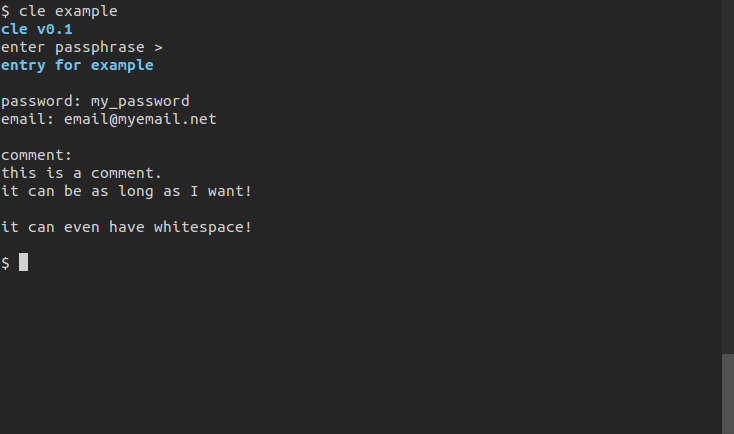 $ cle example
cle v0.1
enter passphrase >
entry for example
password: my_password
email: email@myemail.net
comment:
this is a comment.
it can be as long as I want!
it can even have whitespace!
$